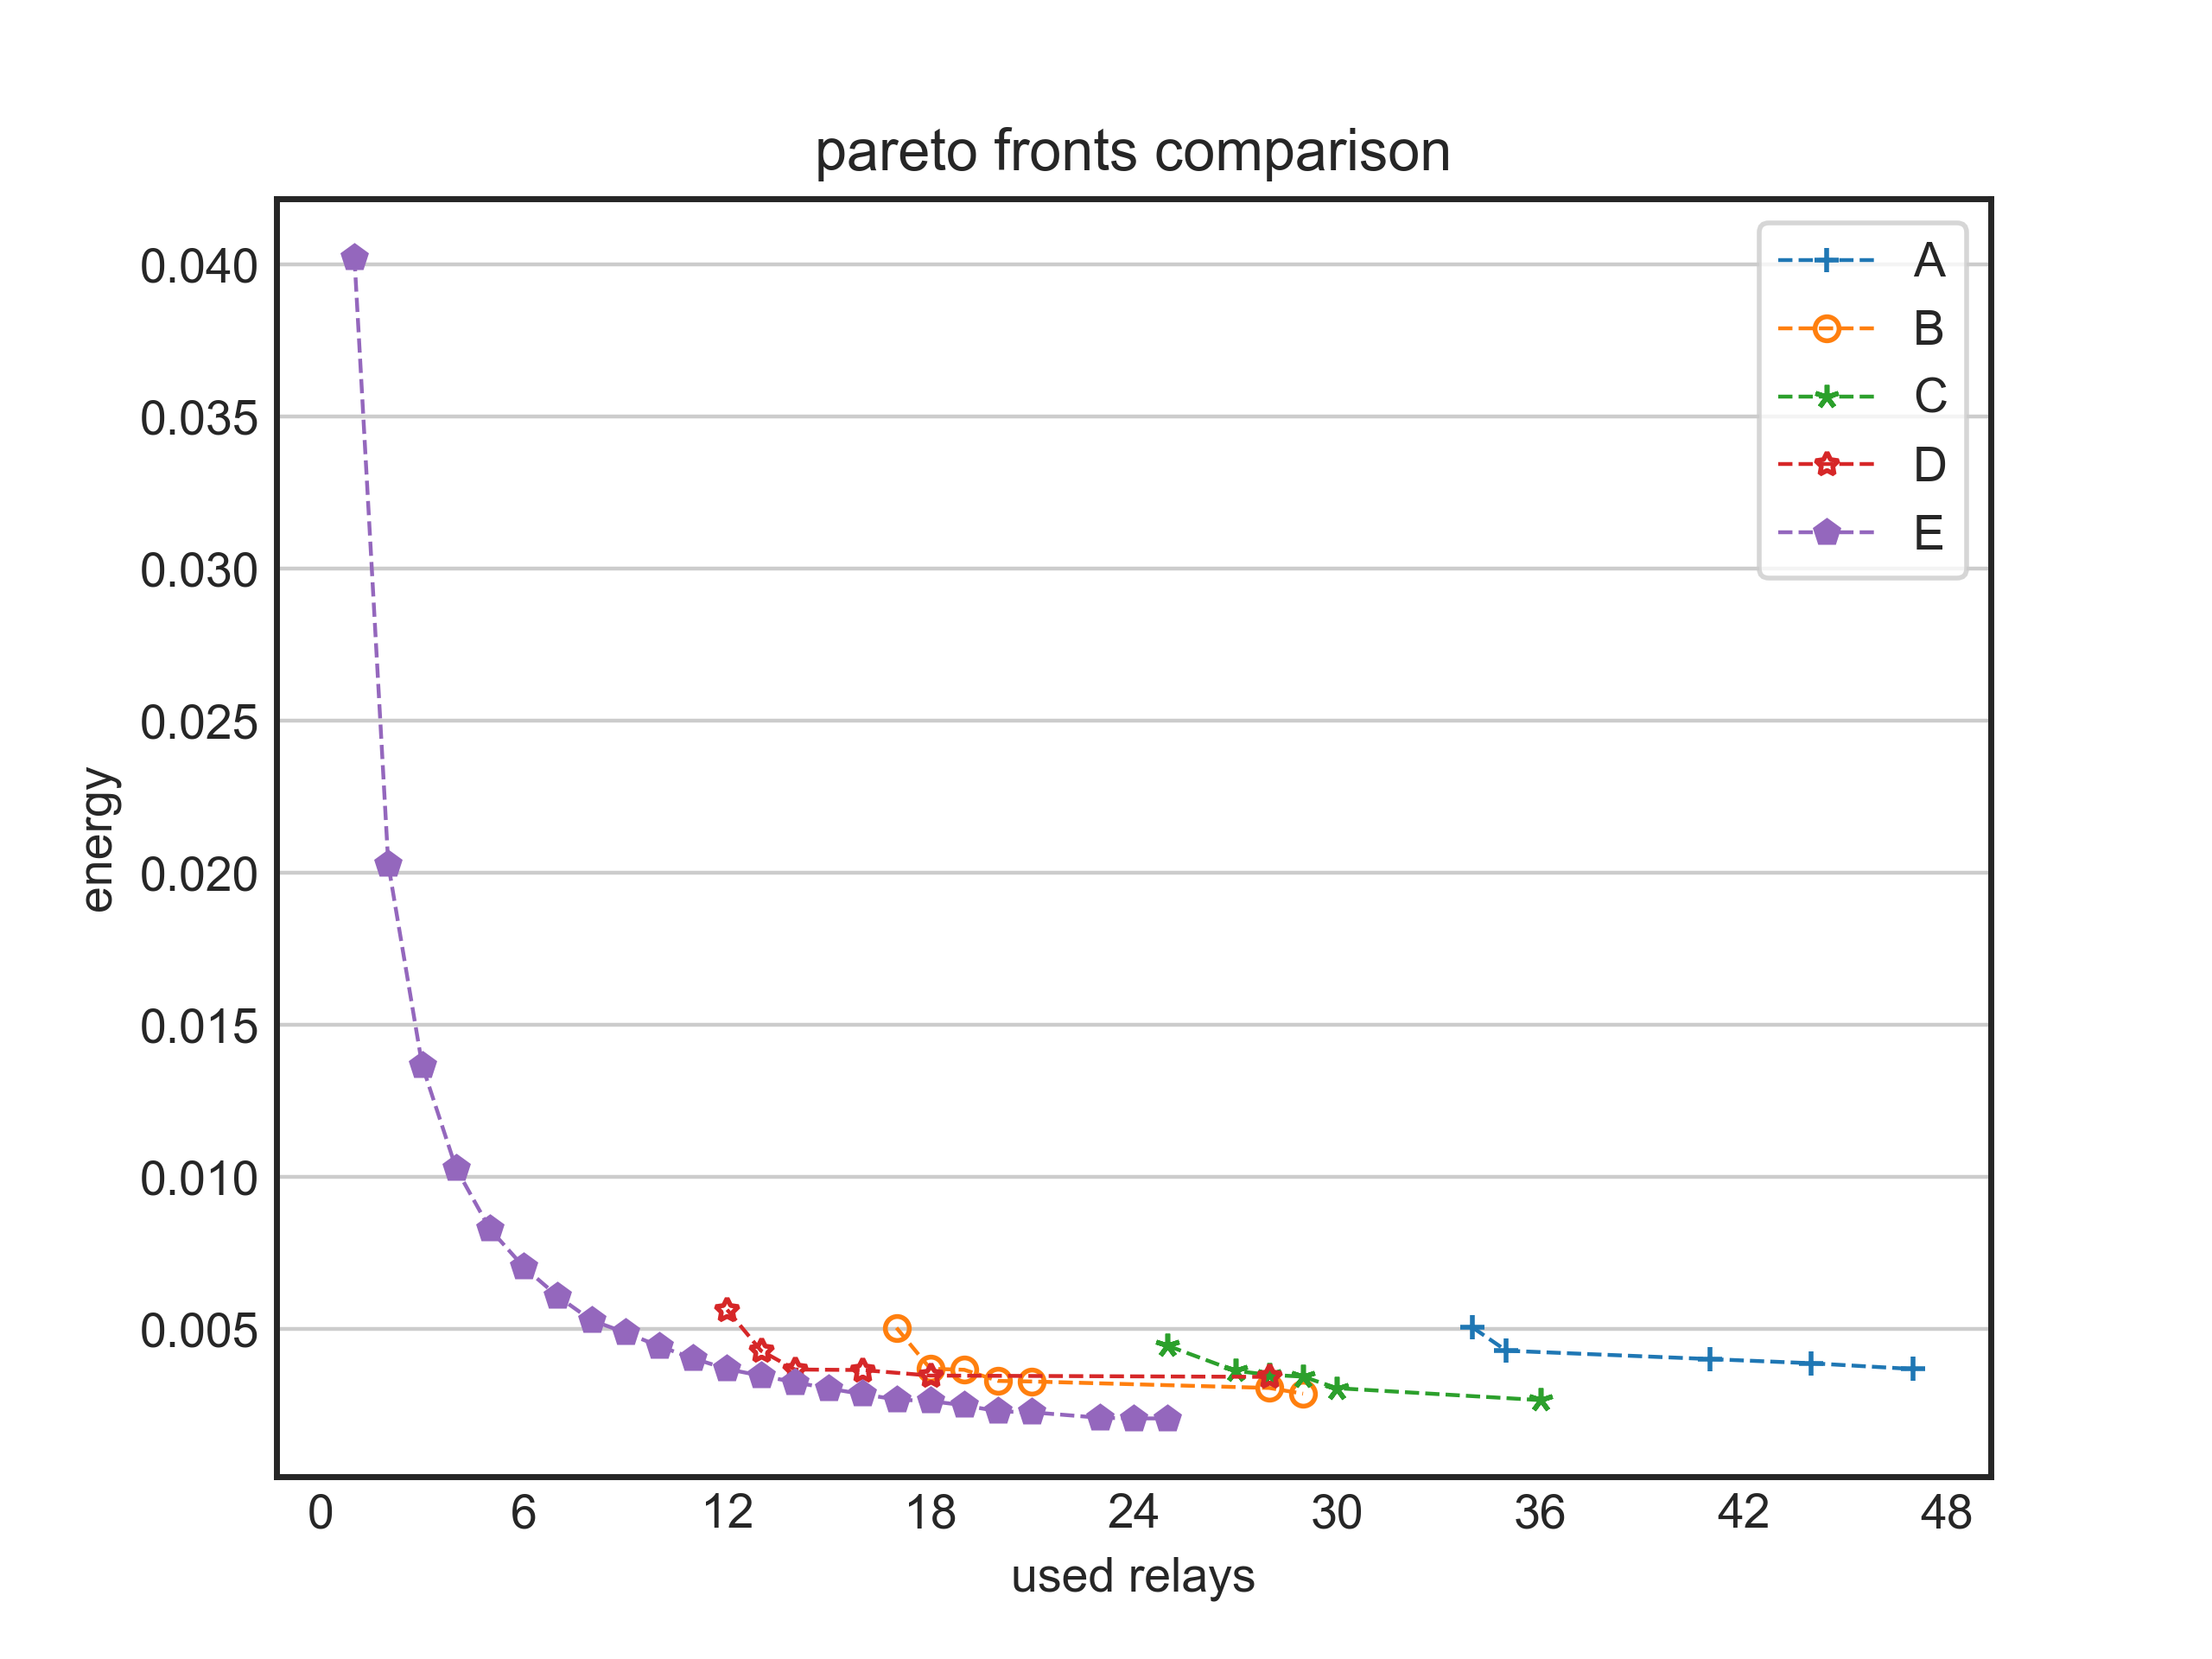 pareto fronts comparison
0.040
0.035
0.030
0.025
0.020
0.015
0.010
0.005
energy
A
B
C
D
E
0 6 12 18 24 30 36 42 48
used relays